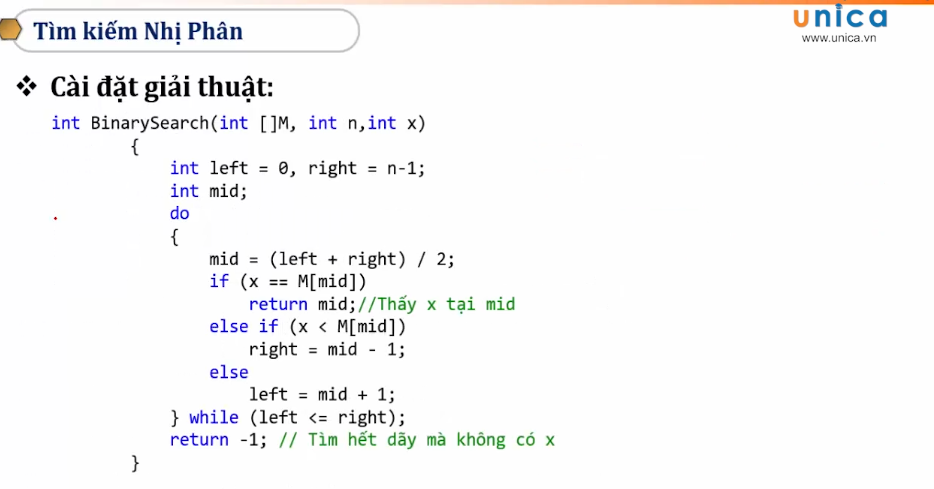 Tìm kiếm Nhị Phân
unica
www.unica.vn
❖ Cài đặt giải thuật:
int BinarySearch(int []M, int n,int x)
{
int left = 0, right = n-1;
int mid;
do
{
mid = (left + right) / 2;
if (x == M[mid])
return mid;//Thấy x tại mid
else if (x < M[mid])
right = mid - 1;
else
left = mid + 1;
} while (left <= right);
return -1; // Tìm hết dãy mà không có x
}